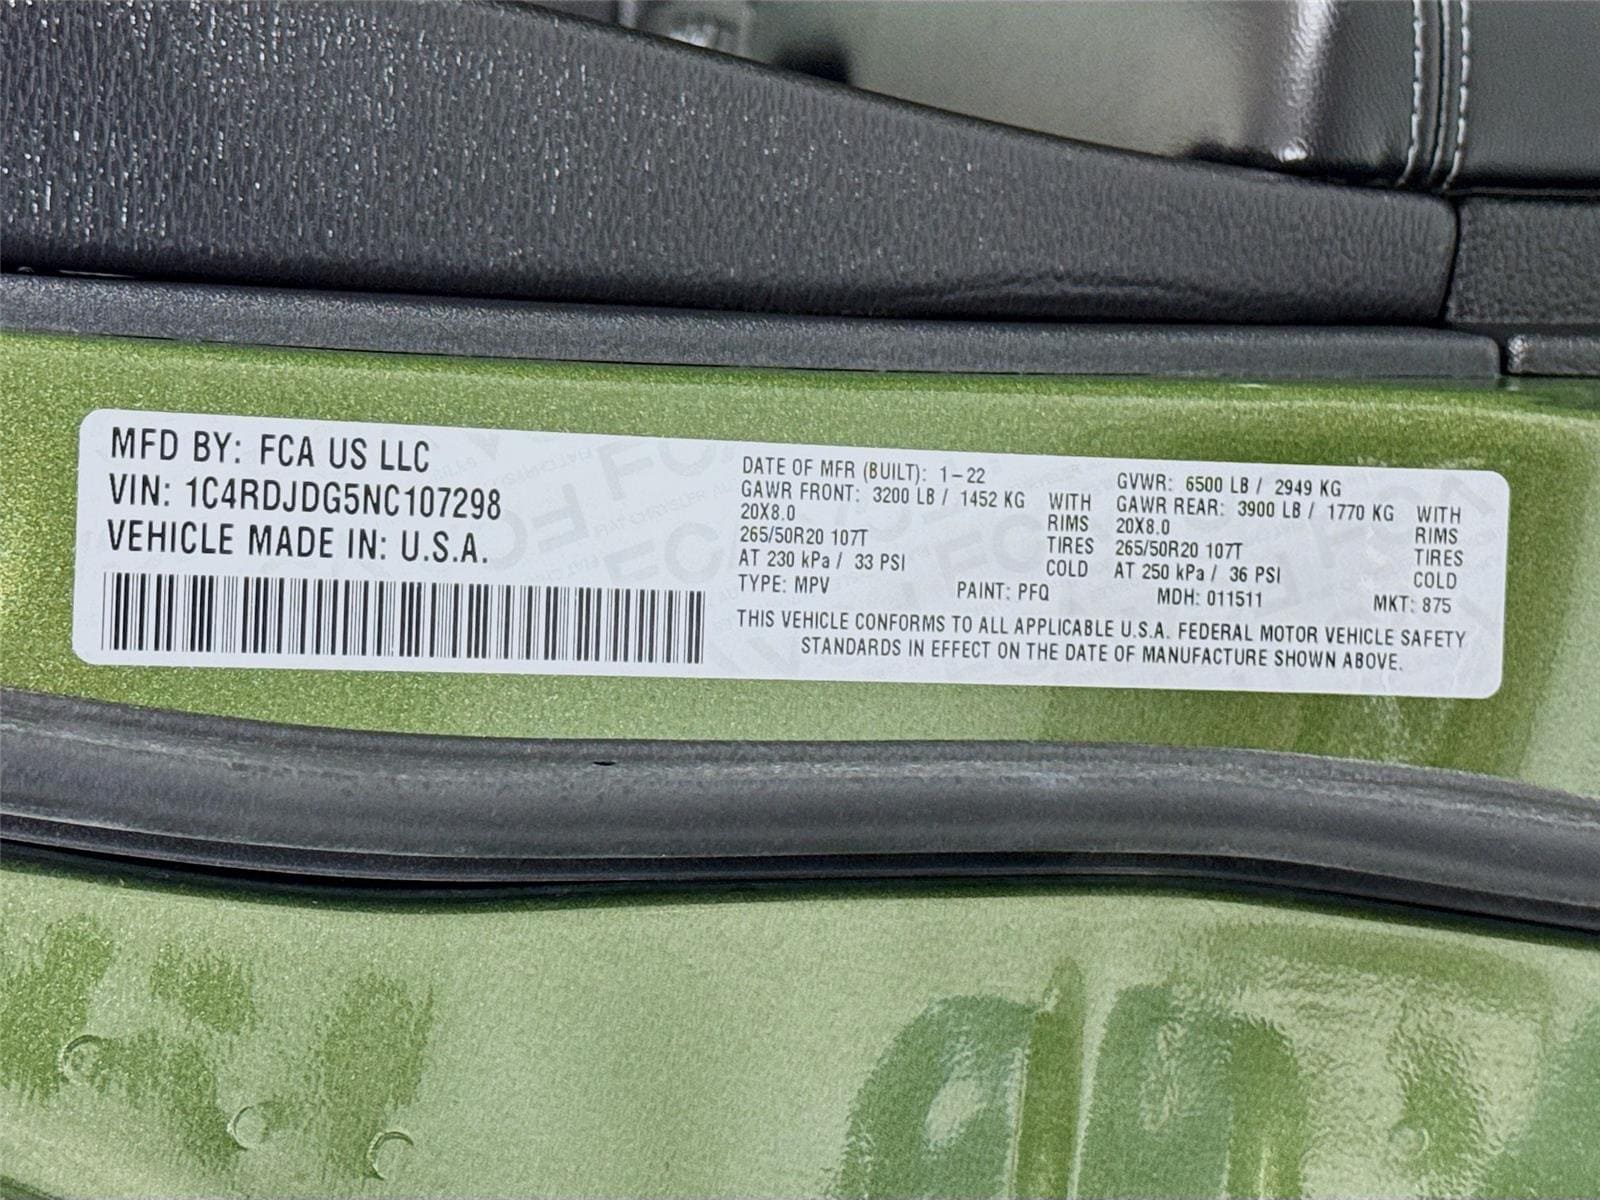 MFD BY: FCA US LLC
VIN: 1C4RDJDG5NC107298
VEHICLE MADE IN: U.S.A.
DATE OF MFR (BUILT): 1-22
GAWR FRONT: 3200 LB / 1452 KG WITH
20X8.0 RIMS
265/50R20 107T TIRES
AT 230 kPa / 33 PSI COLD
GVWR: 6500 LB / 2949 KG
GAWR REAR: 3900 LB / 1770 KG WITH
20X8.0 RIMS
265/50R20 107T TIRES
AT 250 kPa / 36 PSI COLD
TYPE: MPV PAINT: PFQ MDH: 011511 MKT: 875
THIS VEHICLE CONFORMS TO ALL APPLICABLE U.S.A. FEDERAL MOTOR VEHICLE SAFETY
STANDARDS IN EFFECT ON THE DATE OF MANUFACTURE SHOWN ABOVE.